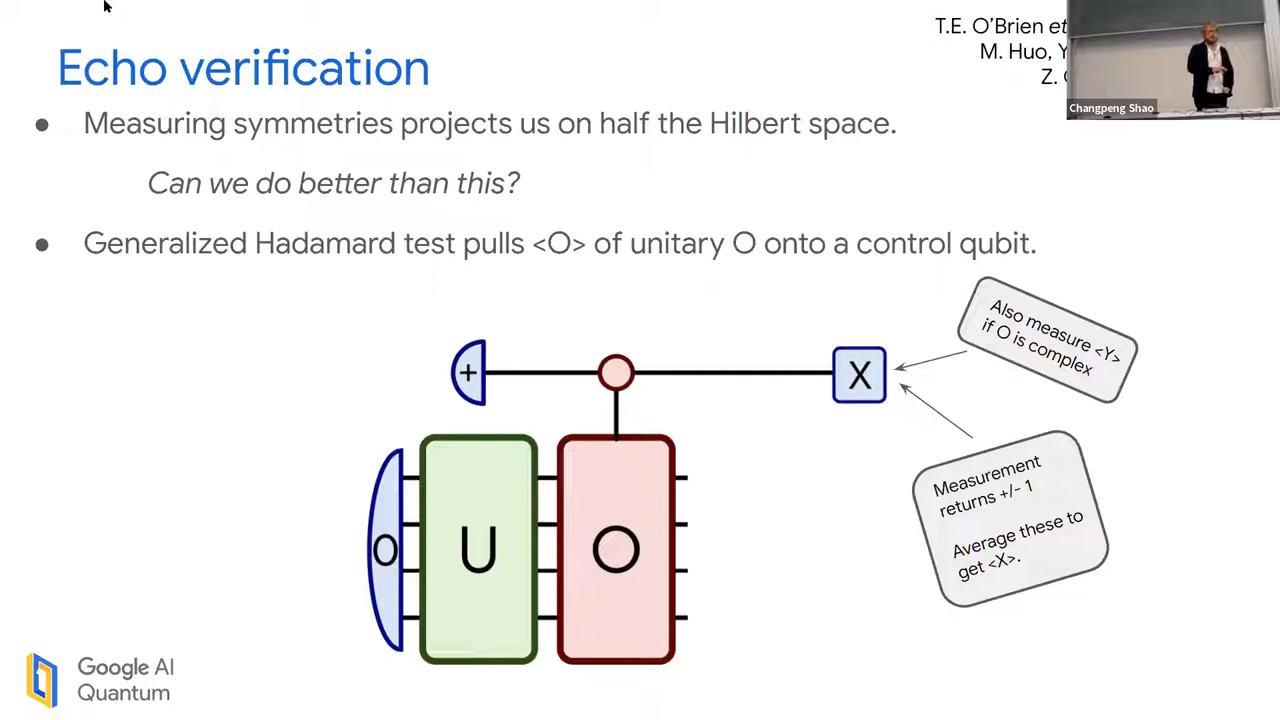 Echo verification
T.E. O'Brien et
M. Huo, Y
Z.
Changpeng Shao
● Measuring symmetries projects us on half the Hilbert space.
Can we do better than this?
● Generalized Hadamard test pulls <O> of unitary O onto a control qubit.
Also measure <Y>
if O is complex
+
X
Measurement
returns +/- 1
Average these to
get <X>.
O
U
O
Google AI
Quantum